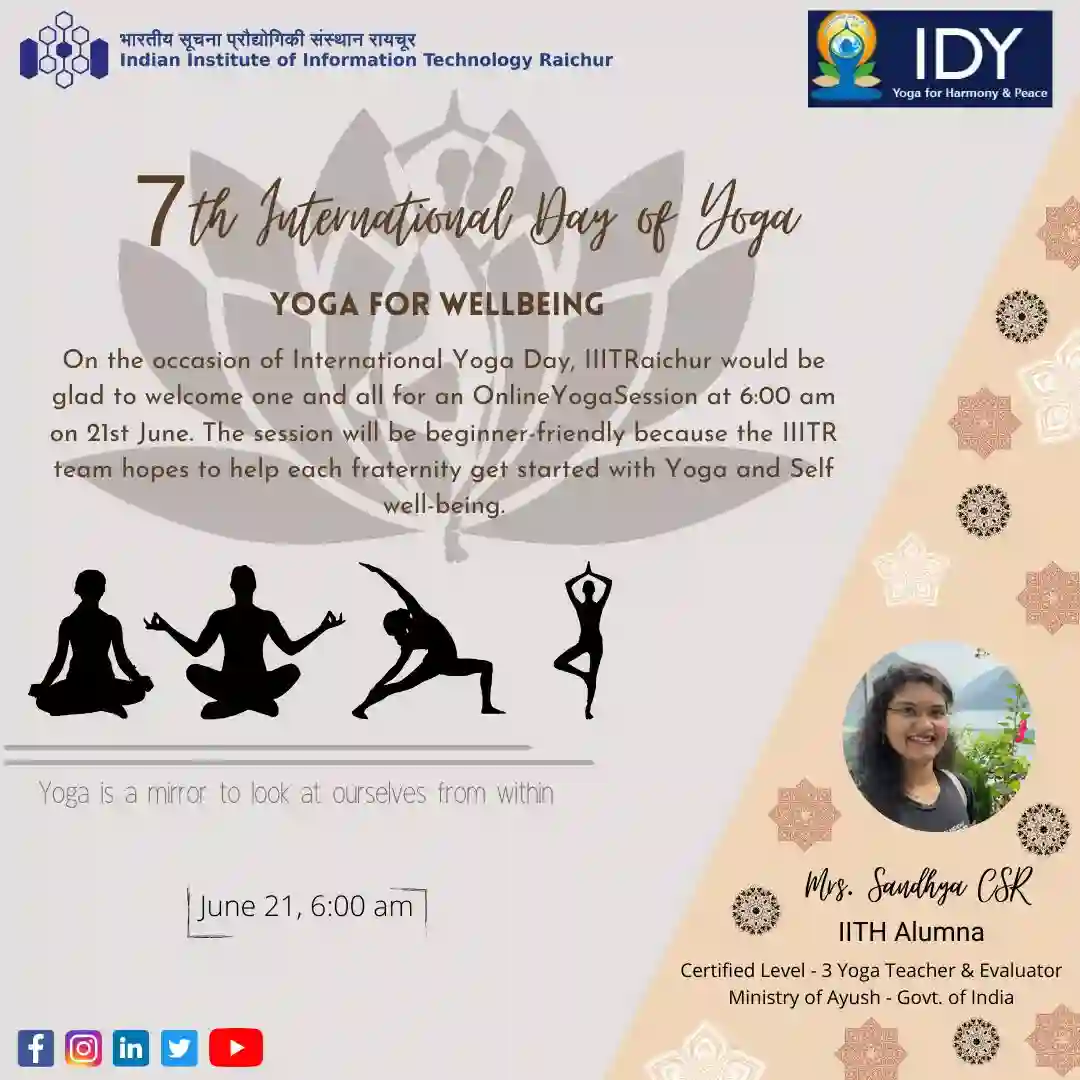 भारतीय सूचना प्रौद्योगिकी संस्थान रायचूर
Indian Institute of Information Technology Raichur
IDY
Yoga for Harmony & Peace
7th International Day of Yoga
YOGA FOR WELLBEING
On the occasion of International Yoga Day, IIITRaichur would be
glad to welcome one and all for an OnlineYogaSession at 6:00 am
on 21st June. The session will be beginner-friendly because the IIITR
team hopes to help each fraternity get started with Yoga and Self
well-being.
Yoga is a mirror to look at ourselves from within
June 21, 6:00 am
Mrs. Sandhya CSR
IITH Alumna
Certified Level - 3 Yoga Teacher & Evaluator
Ministry of Ayush - Govt. of India